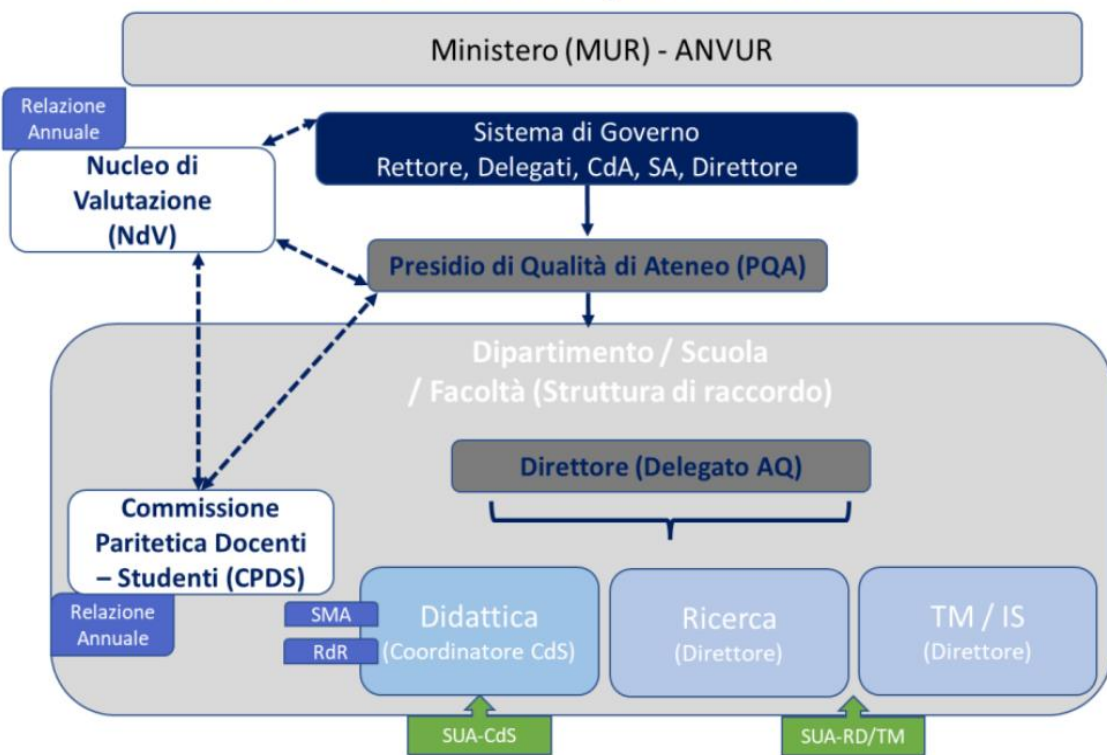 Ministero (MUR) - ANVUR
Relazione
Annuale
Nucleo di
Valutazione
(NdV)
Sistema di Governo
Rettore, Delegati, CdA, SA, Direttore
Presidio di Qualità di Ateneo (PQA)
Dipartimento / Scuola
/ Facoltà (Struttura di raccordo)
Direttore (Delegato AQ)
Commissione
Paritetica Docenti
– Studenti (CPDS)
Relazione
Annuale
SMA
RdR
Didattica
(Coordinatore CdS)
Ricerca
(Direttore)
TM / IS
(Direttore)
SUA-CdS
SUA-RD/TM